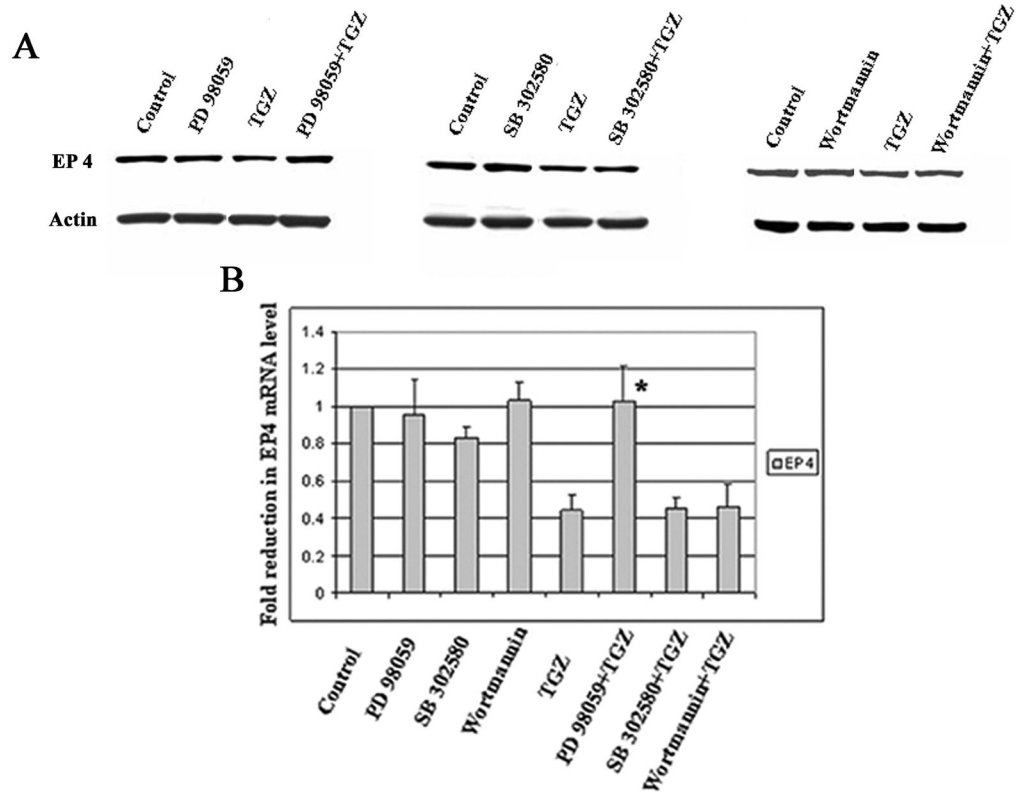 A
Control
PD 98059
TGZ
PD 98059+TGZ
Control
SB 302580
TGZ
SB 302580+TGZ
Control
Wortmannin
TGZ
Wortmannin+TGZ
EP 4
Actin
B
Fold reduction in EP4 mRNA level
1.4
1.2
1
0.8
0.6
0.4
0.2
0
*
EP4
Control
PD 98059
SB 302580
Wortmannin
TGZ
PD 98059+TGZ
SB 302580+TGZ
Wortmannin+TGZ